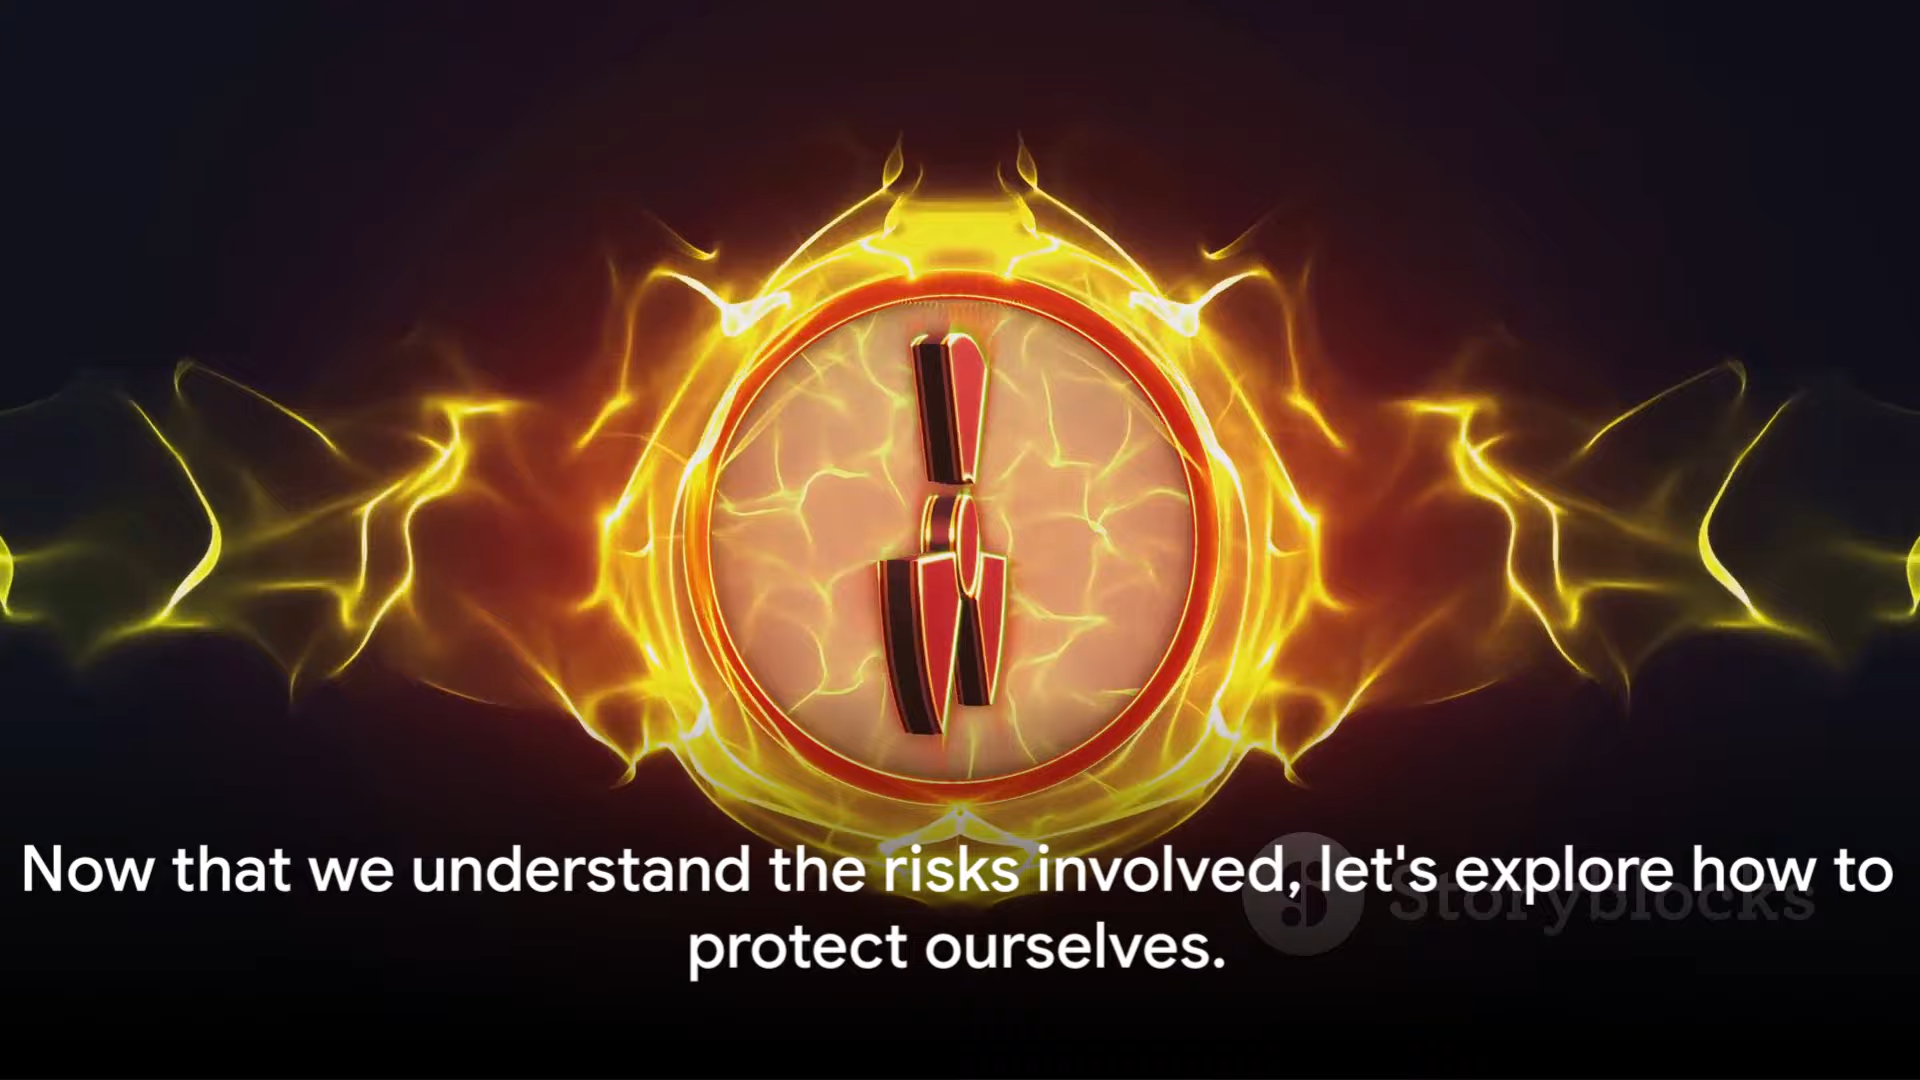 Now that we understand the risks involved, let's explore how to
protect ourselves.
Storyblocks